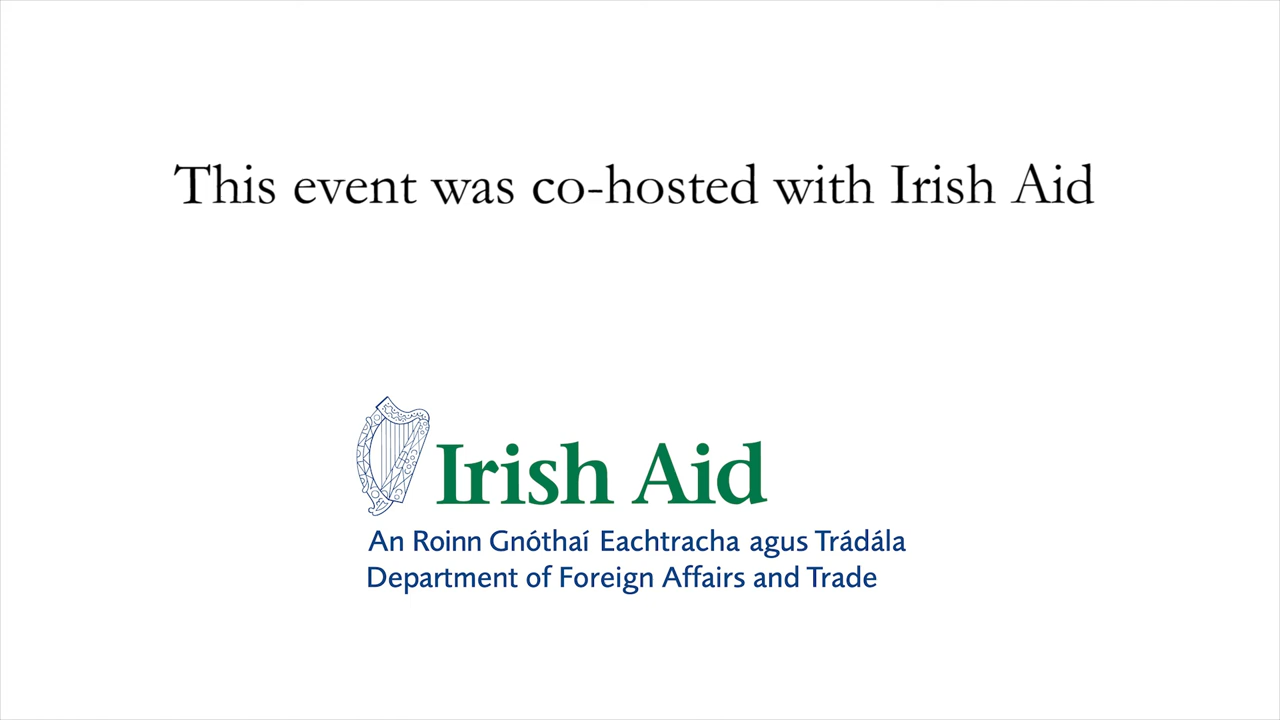 This event was co-hosted with Irish Aid
Irish Aid
An Roinn Gnóthaí Eachtracha agus Trádála
Department of Foreign Affairs and Trade